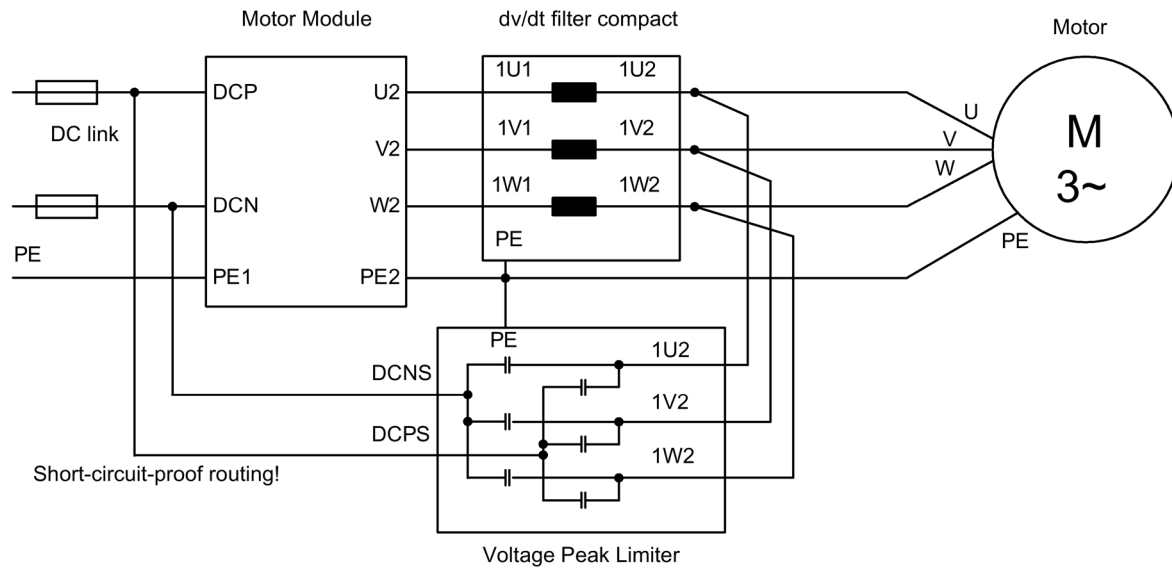 Motor Module
dv/dt filter compact
Motor
1U1
1U2
DCP
U2
U
DC link
1V1
1V2
V2
V
M
3~
W
1W1
1W2
DCN
W2
PE
PE
PE
PE1
PE2
PE
1U2
DCNS
1V2
DCPS
1W2
Short-circuit-proof routing!
Voltage Peak Limiter